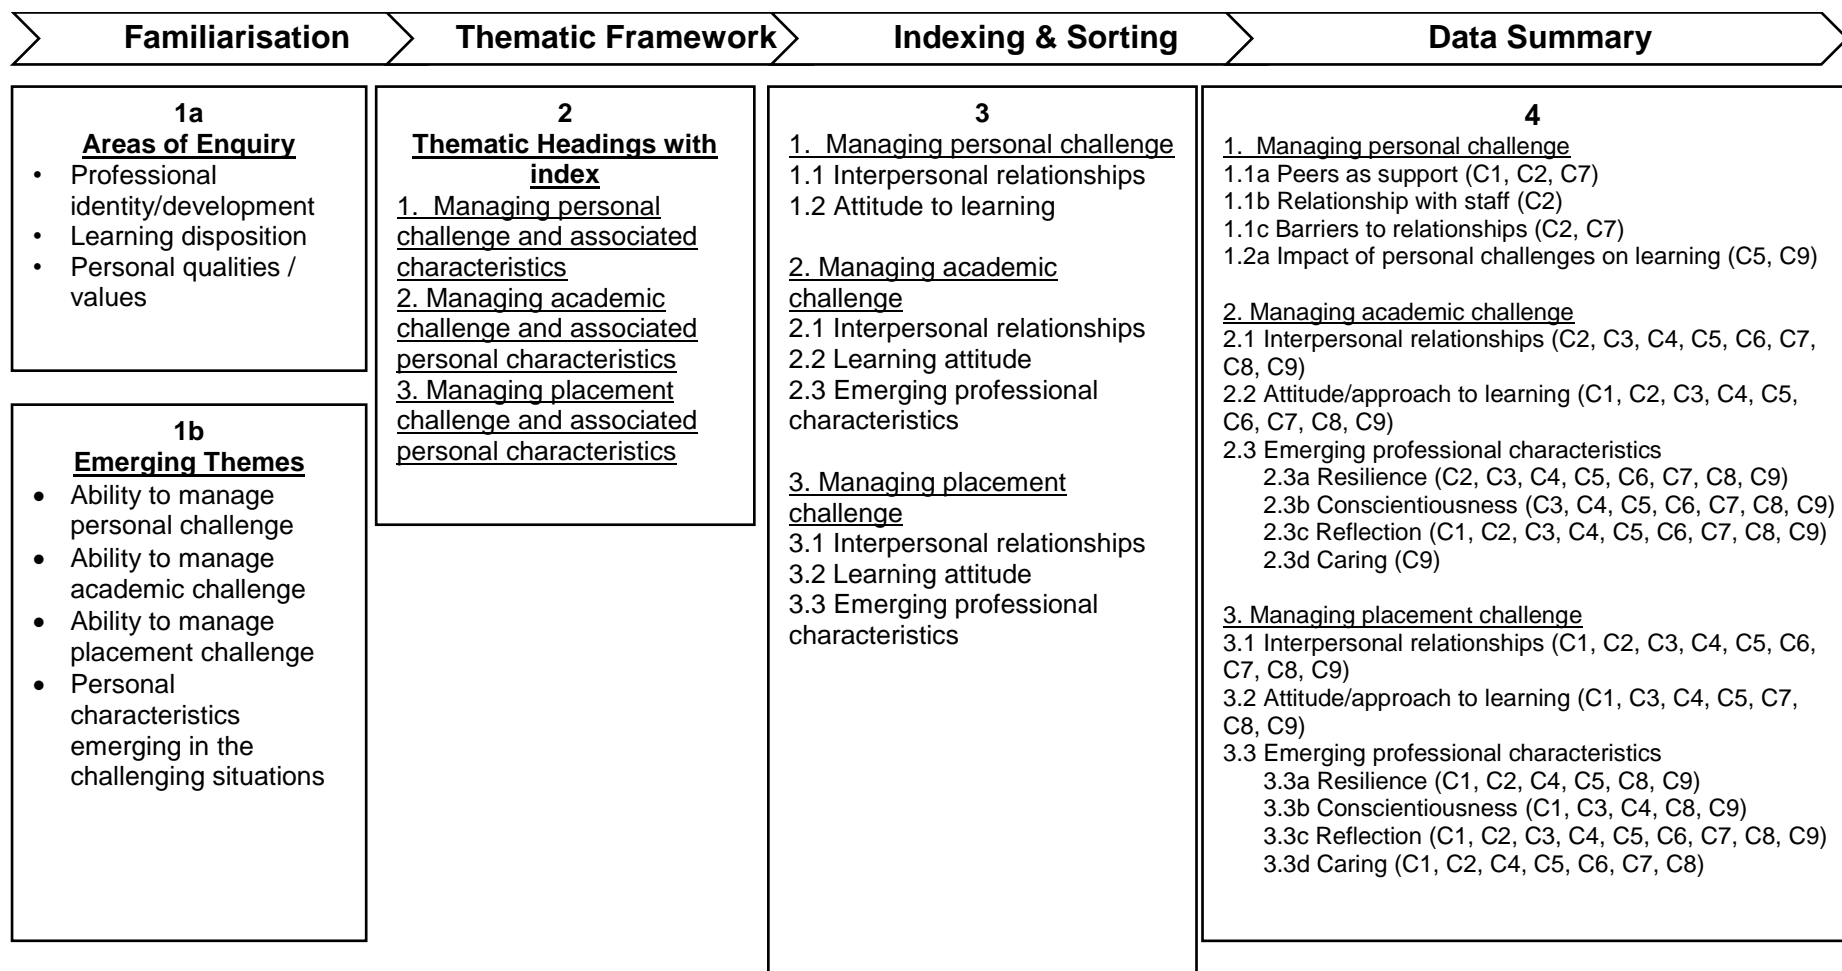 Familiarisation
Thematic Framework
Indexing & Sorting
Data Summary
1a
Areas of Enquiry
• Professional
identity/development
• Learning disposition
• Personal qualities /
values
1b
Emerging Themes
• Ability to manage
personal challenge
• Ability to manage
academic challenge
• Ability to manage
placement challenge
• Personal
characteristics
emerging in the
challenging situations
2
Thematic Headings with
index
1. Managing personal
challenge and associated
characteristics
2. Managing academic
challenge and associated
personal characteristics
3. Managing placement
challenge and associated
personal characteristics
3
1. Managing personal challenge
1.1 Interpersonal relationships
1.2 Attitude to learning
2. Managing academic
challenge
2.1 Interpersonal relationships
2.2 Learning attitude
2.3 Emerging professional
characteristics
3. Managing placement
challenge
3.1 Interpersonal relationships
3.2 Learning attitude
3.3 Emerging professional
characteristics
4
1. Managing personal challenge
1.1a Peers as support (C1, C2, C7)
1.1b Relationship with staff (C2)
1.1c Barriers to relationships (C2, C7)
1.2a Impact of personal challenges on learning (C5, C9)
2. Managing academic challenge
2.1 Interpersonal relationships (C2, C3, C4, C5, C6, C7,
C8, C9)
2.2 Attitude/approach to learning (C1, C2, C3, C4, C5,
C6, C7, C8, C9)
2.3 Emerging professional characteristics
2.3a Resilience (C2, C3, C4, C5, C6, C7, C8, C9)
2.3b Conscientiousness (C3, C4, C5, C6, C7, C8, C9)
2.3c Reflection (C1, C2, C3, C4, C5, C6, C7, C8, C9)
2.3d Caring (C9)
3. Managing placement challenge
3.1 Interpersonal relationships (C1, C2, C3, C4, C5, C6,
C7, C8, C9)
3.2 Attitude/approach to learning (C1, C3, C4, C5, C7,
C8, C9)
3.3 Emerging professional characteristics
3.3a Resilience (C1, C2, C4, C5, C8, C9)
3.3b Conscientiousness (C1, C3, C4, C8, C9)
3.3c Reflection (C1, C2, C3, C4, C5, C6, C7, C8, C9)
3.3d Caring (C1, C2, C4, C5, C6, C7, C8)